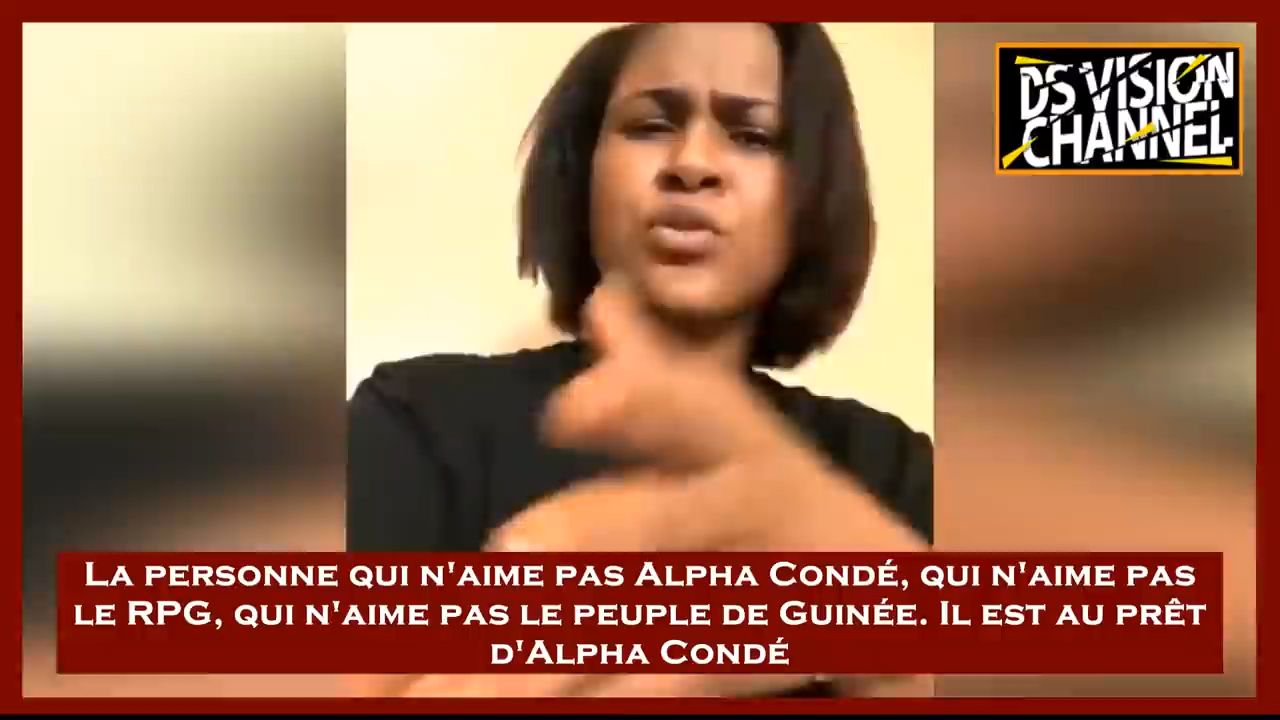 DS VISION
CHANNEL
La personne qui n'aime pas Alpha Condé, qui n'aime pas
le RPG, qui n'aime pas le peuple de Guinée. Il est au prêt
d'Alpha Condé